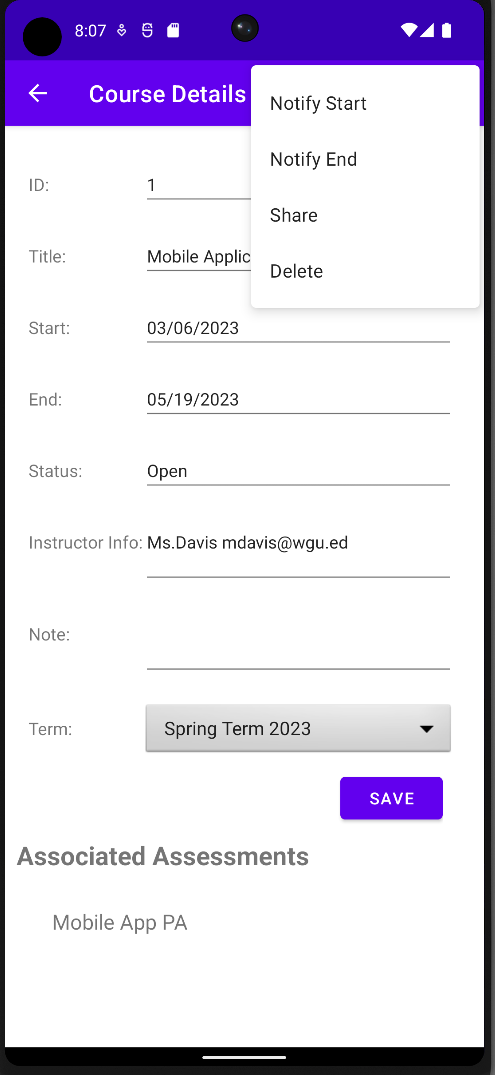 8:07
Course Details
Notify Start
Notify End
Share
Delete
ID: 1
Title: Mobile Applic
Start: 03/06/2023
End: 05/19/2023
Status: Open
Instructor Info: Ms.Davis mdavis@wgu.ed
Note:
Term: Spring Term 2023
SAVE
Associated Assessments
Mobile App PA